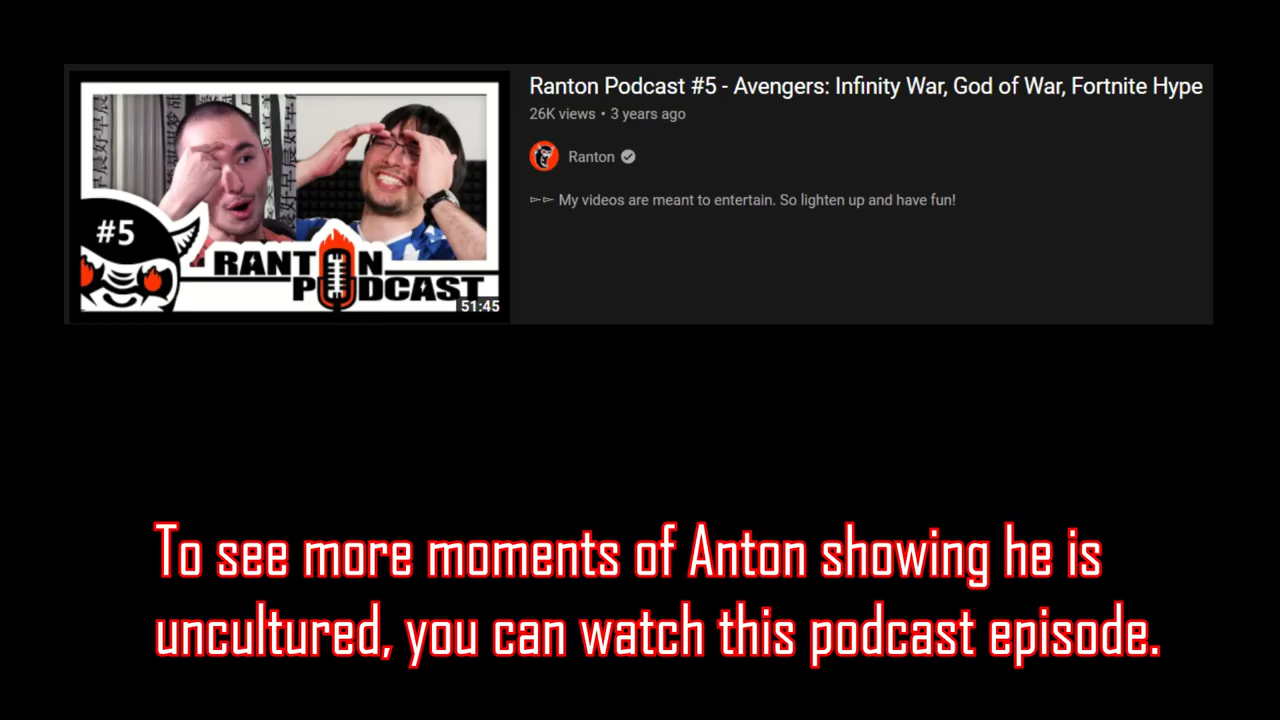 Ranton Podcast #5 - Avengers: Infinity War, God of War, Fortnite Hype
26K views • 3 years ago
Ranton
▻▻ My videos are meant to entertain. So lighten up and have fun!
#5
RANTON
PODCAST
51:45
To see more moments of Anton showing he is
uncultured, you can watch this podcast episode.